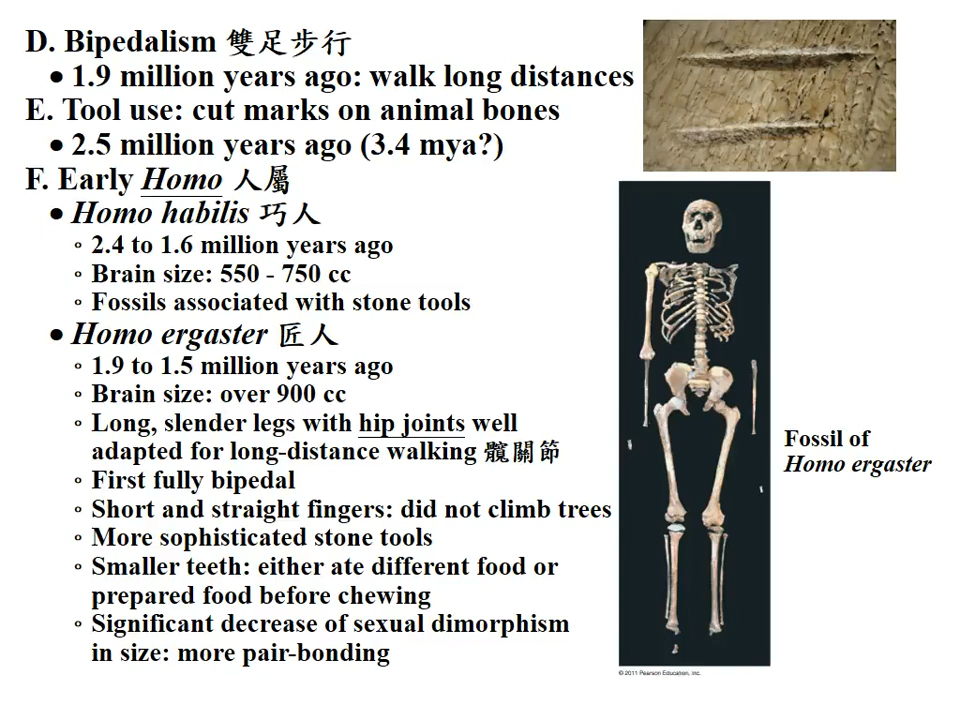 D. Bipedalism 雙足步行
• 1.9 million years ago: walk long distances
E. Tool use: cut marks on animal bones
• 2.5 million years ago (3.4 mya?)
F. Early Homo 人屬
• Homo habilis 巧人
◦ 2.4 to 1.6 million years ago
◦ Brain size: 550 - 750 cc
◦ Fossils associated with stone tools
• Homo ergaster 匠人
◦ 1.9 to 1.5 million years ago
◦ Brain size: over 900 cc
◦ Long, slender legs with hip joints well
adapted for long-distance walking 髖關節
◦ First fully bipedal
◦ Short and straight fingers: did not climb trees
◦ More sophisticated stone tools
◦ Smaller teeth: either ate different food or
prepared food before chewing
◦ Significant decrease of sexual dimorphism
in size: more pair-bonding
Fossil of
Homo ergaster
© 2011 Pearson Education, Inc.